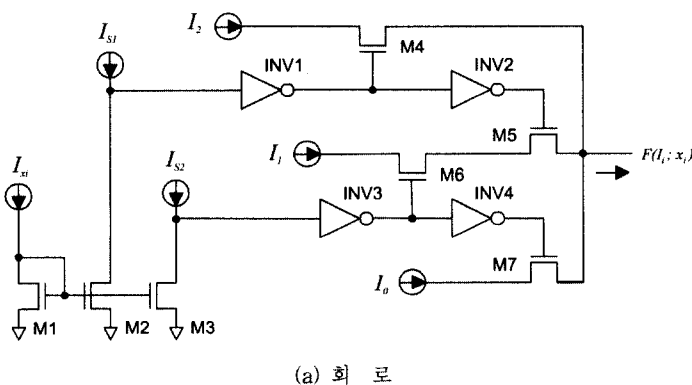 I2
M4
IS1
INV1
INV2
M5
I1
F(Ii ; xi)
IS2
M6
Ixi
INV3
INV4
M7
I0
M1
M2
M3
(a) 회 로